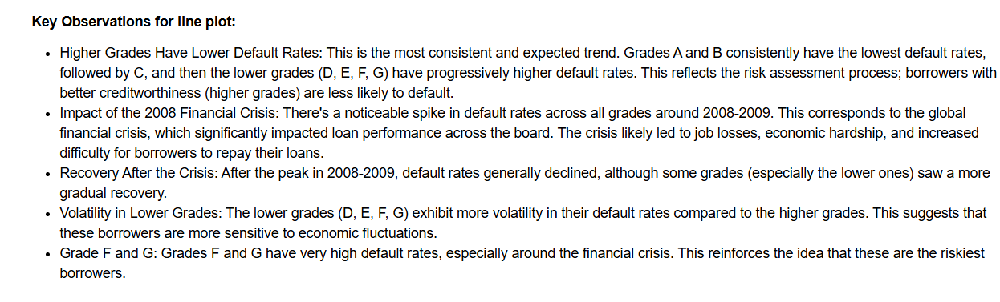 Key Observations for line plot:
• Higher Grades Have Lower Default Rates: This is the most consistent and expected trend. Grades A and B consistently have the lowest default rates,
followed by C, and then the lower grades (D, E, F, G) have progressively higher default rates. This reflects the risk assessment process; borrowers with
better creditworthiness (higher grades) are less likely to default.
• Impact of the 2008 Financial Crisis: There's a noticeable spike in default rates across all grades around 2008-2009. This corresponds to the global
financial crisis, which significantly impacted loan performance across the board. The crisis likely led to job losses, economic hardship, and increased
difficulty for borrowers to repay their loans.
• Recovery After the Crisis: After the peak in 2008-2009, default rates generally declined, although some grades (especially the lower ones) saw a more
gradual recovery.
• Volatility in Lower Grades: The lower grades (D, E, F, G) exhibit more volatility in their default rates compared to the higher grades. This suggests that
these borrowers are more sensitive to economic fluctuations.
• Grade F and G: Grades F and G have very high default rates, especially around the financial crisis. This reinforces the idea that these are the riskiest
borrowers.